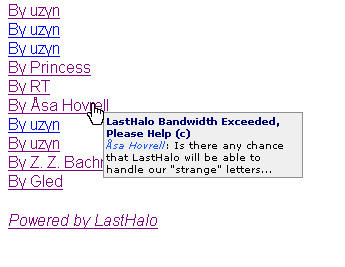 By uzyn
By uzyn
By uzyn
By Princess
By RT
By Åsa Hovrell
By uzyn
By uzyn
By Z. Z. Bachr
By Gled
LastHalo Bandwidth Exceeded,
Please Help (c)
Åsa Hovrell: Is there any chance
that LastHalo will be able to
handle our "strange" letters...
Powered by LastHalo